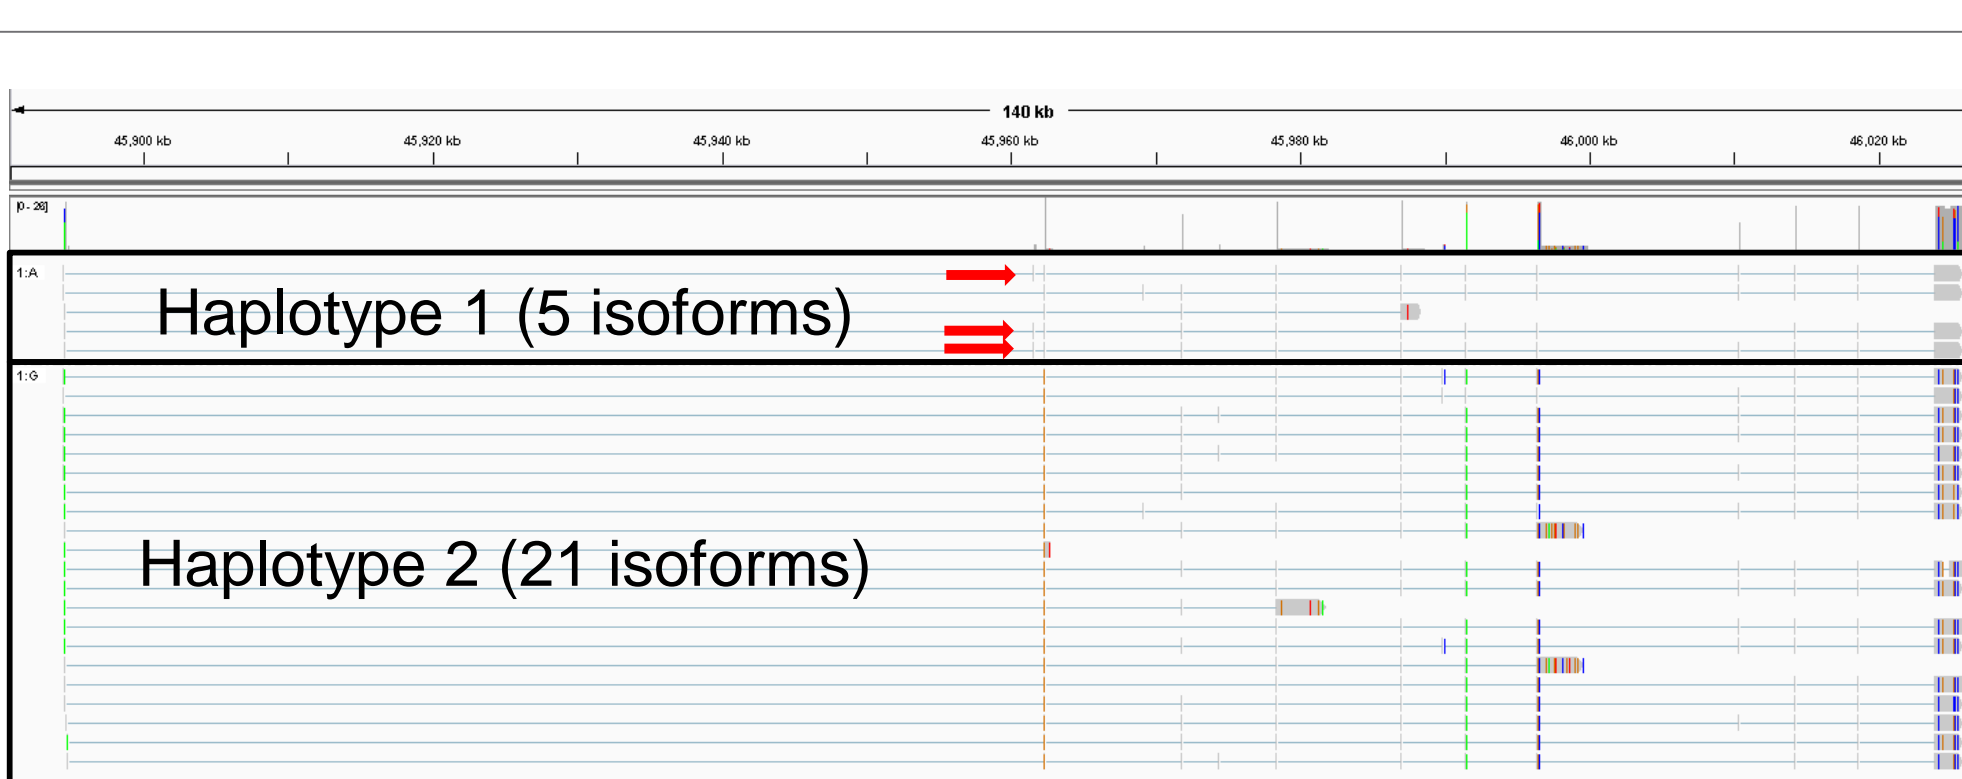 140 kb
45,900 kb 45,920 kb 45,940 kb 45,960 kb 45,980 kb 46,000 kb 46,020 kb
[0 - 26]
1:A
Haplotype 1 (5 isoforms)
1:G
Haplotype 2 (21 isoforms)